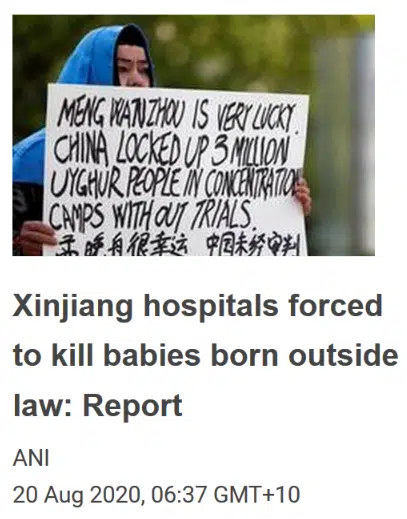 MENG WANZHOU IS VERY LUCKY.
CHINA LOCKED UP 3 MILLION
UYGHUR PEOPLE IN CONCENTRATION
CAMPS WITHOUT TRIALS.
孟晚舟很幸运 中国未经审判
Xinjiang hospitals forced
to kill babies born outside
law: Report
ANI
20 Aug 2020, 06:37 GMT+10